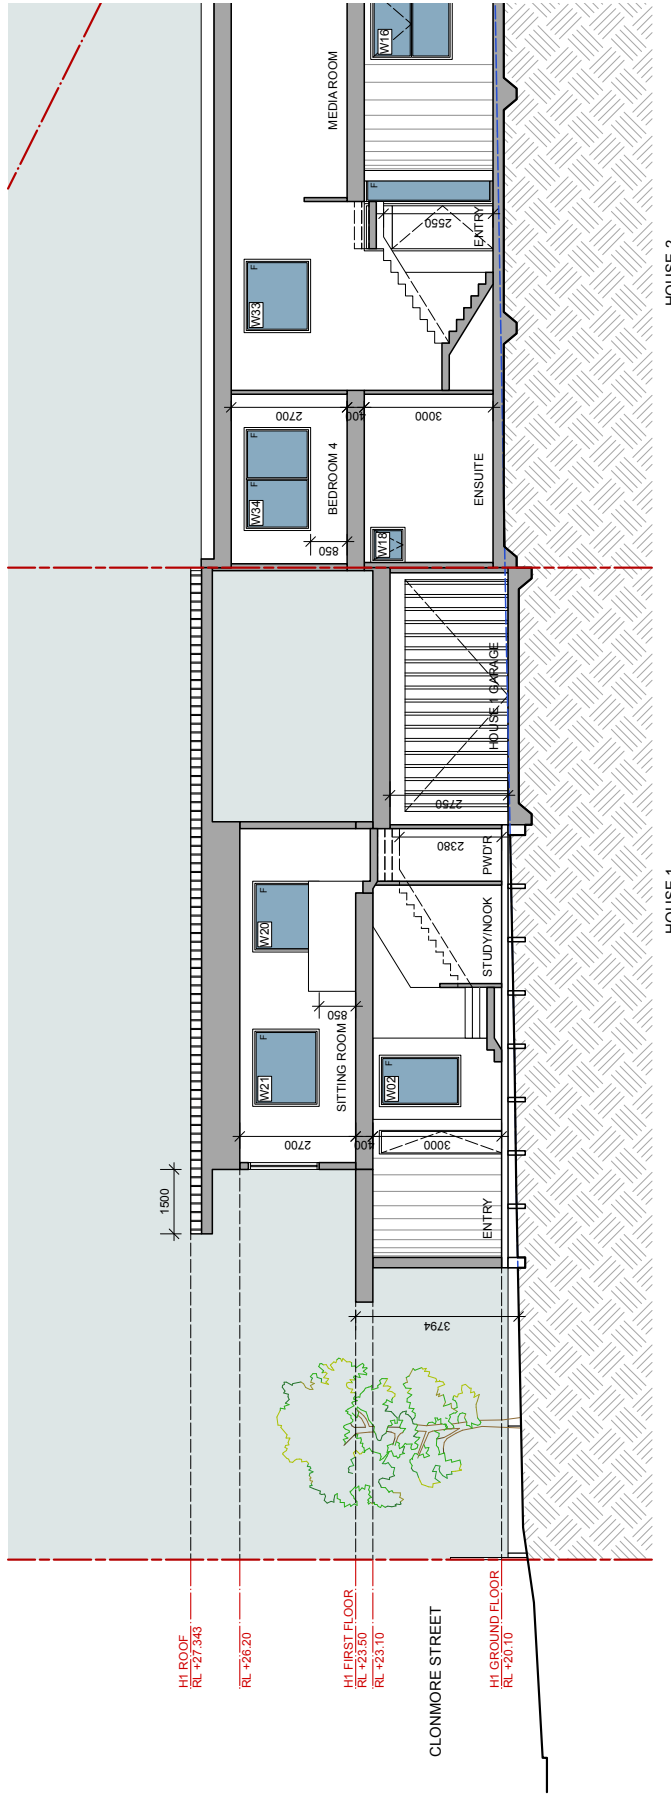 H1 ROOF
RL +27.343
RL +26.20
H1 FIRST FLOOR
RL +23.50
RL +23.10
H1 GROUND FLOOR
RL +20.10
CLONMORE STREET
1500
3794
2700
400
3000
W21
F
W20
F
SITTING ROOM
850
W02
F
ENTRY
STUDY/NOOK
PWD'R
2380
2750
HOUSE 1 GARAGE
W34
F
F
BEDROOM 4
850
2700
400
3000
W18
ENSUITE
W33
F
MEDIA ROOM
2550
ENTRY
F
W16
HOUSE 1
HOUSE 2